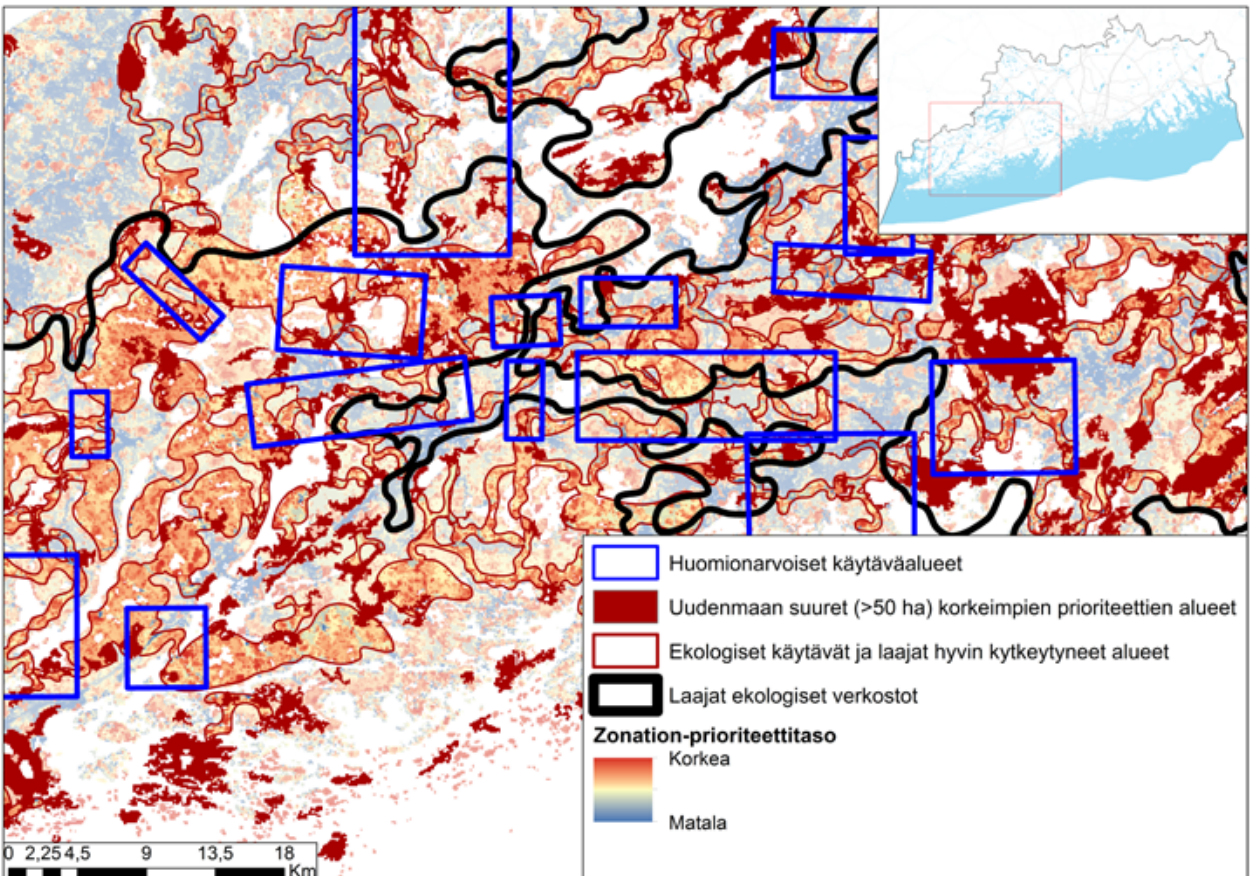 Huomionarvoiset käytäväalueet
Uudenmaan suuret (>50 ha) korkeimpien prioriteettien alueet
Ekologiset käytävät ja laajat hyvin kytkeytyneet alueet
Laajat ekologiset verkostot
Zonation-prioriteettitaso
Korkea
Matala
0 2,25 4,5 9 13,5 18
Km